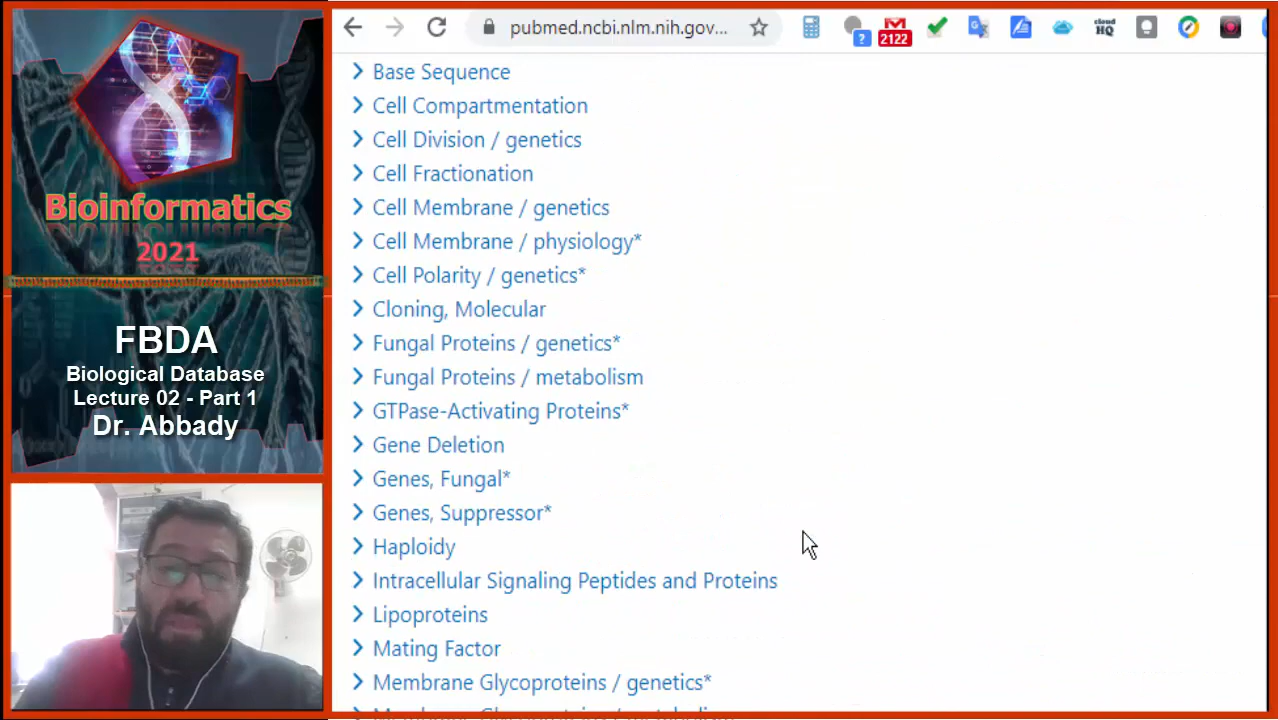 Bioinformatics
2021
FBDA
Biological Database
Lecture 02 - Part 1
Dr. Abbady
pubmed.ncbi.nlm.nih.gov...
?
2122
cloud
HQ
Base Sequence
Cell Compartmentation
Cell Division / genetics
Cell Fractionation
Cell Membrane / genetics
Cell Membrane / physiology*
Cell Polarity / genetics*
Cloning, Molecular
Fungal Proteins / genetics*
Fungal Proteins / metabolism
GTPase-Activating Proteins*
Gene Deletion
Genes, Fungal*
Genes, Suppressor*
Haploidy
Intracellular Signaling Peptides and Proteins
Lipoproteins
Mating Factor
Membrane Glycoproteins / genetics*
Membrane Glycoproteins / metabolism